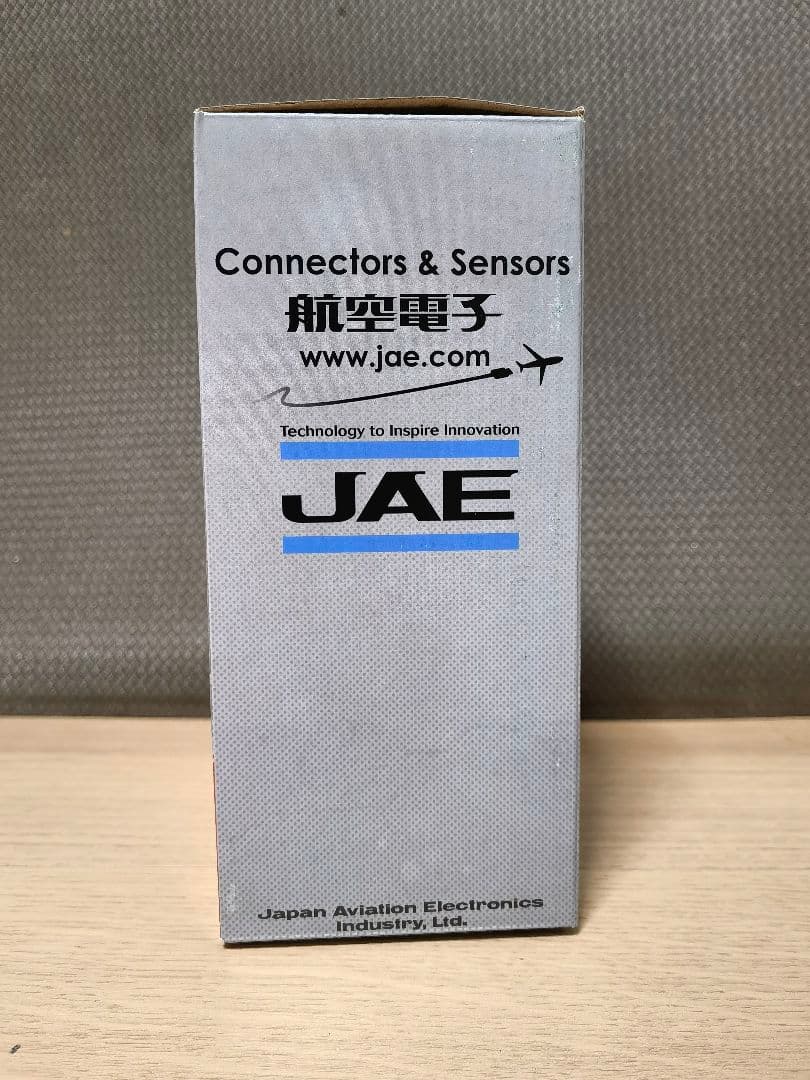 Connectors & Sensors
航空電子
www.jae.com
Technology to Inspire Innovation
JAE
Japan Aviation Electronics
Industry, Ltd.